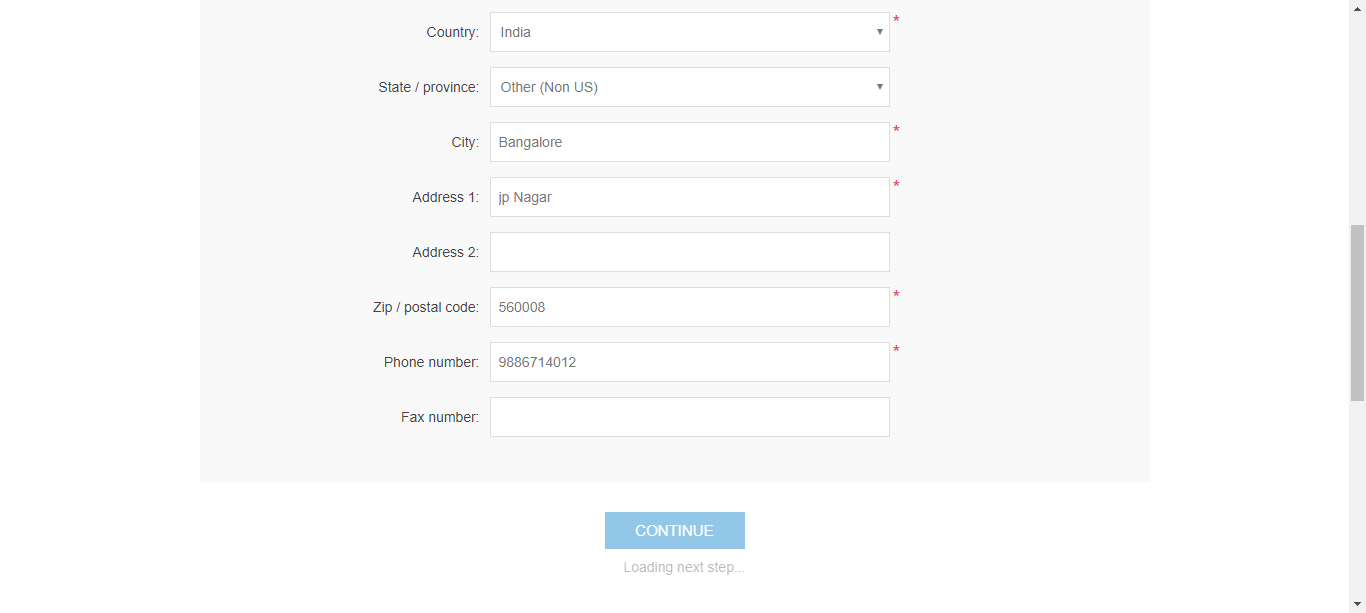 Country: India *
State / province: Other (Non US)
City: Bangalore *
Address 1: jp Nagar *
Address 2:
Zip / postal code: 560008 *
Phone number: 9886714012 *
Fax number:
CONTINUE
Loading next step...